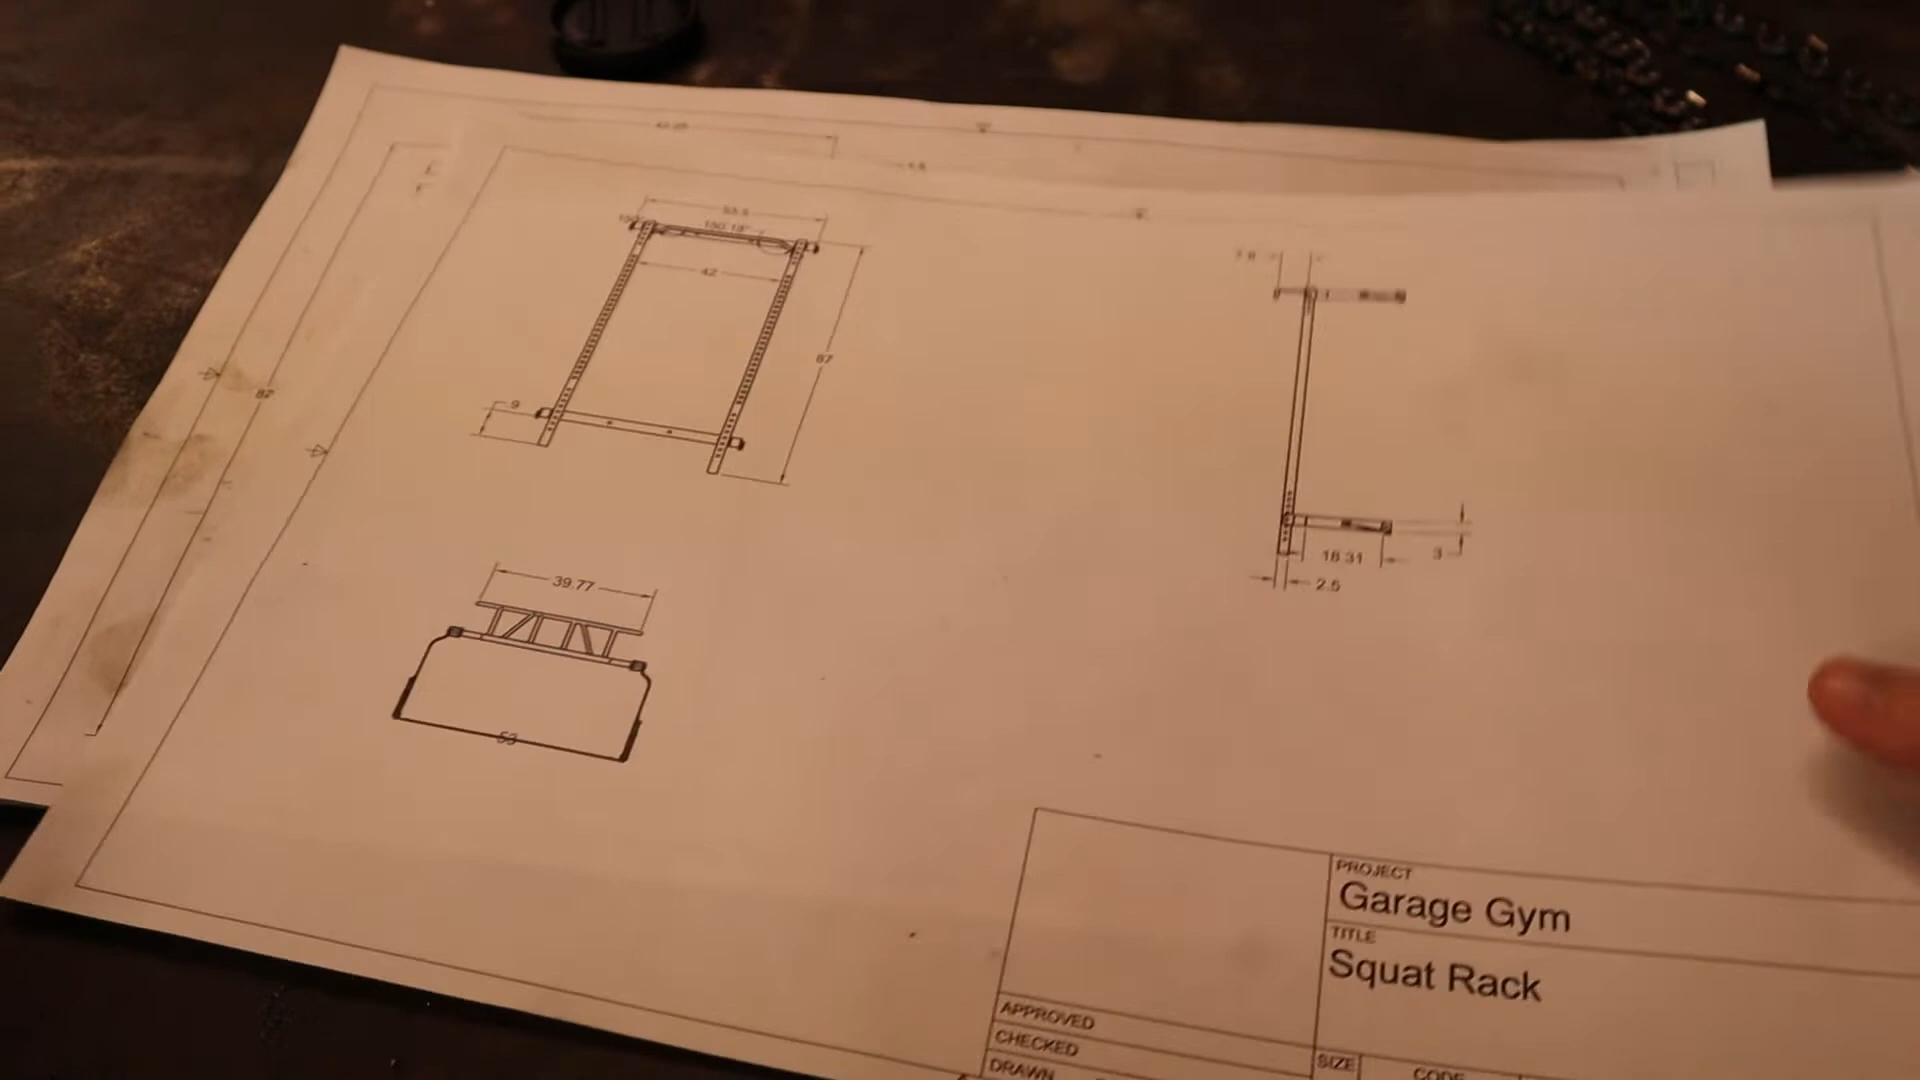 53.5
42
87
9
82
39.77
53
18.31
3
2.5
PROJECT
Garage Gym
TITLE
Squat Rack
APPROVED
CHECKED
DRAWN
SIZE
CODE